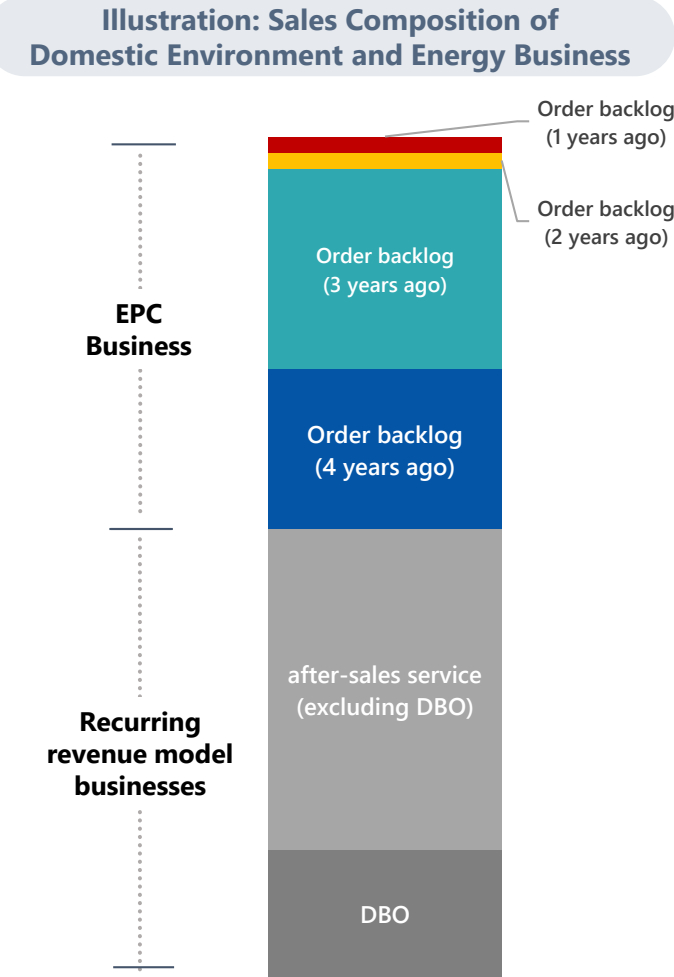 Illustration: Sales Composition of
Domestic Environment and Energy Business
Order backlog
(1 years ago)
Order backlog
(2 years ago)
Order backlog
(3 years ago)
EPC
Business
Order backlog
(4 years ago)
after-sales service
(excluding DBO)
Recurring
revenue model
businesses
DBO